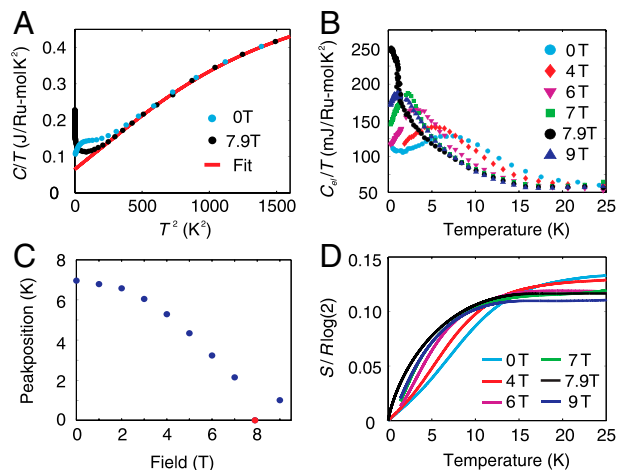 A
C/T (J/Ru-molK²)
0.4
0.3
0.2
0.1
0
0T
7.9T
Fit
0 500 1000 1500
T² (K²)
B
C_el/T (mJ/Ru-molK²)
250
200
150
100
50
0T
4T
6T
7T
7.9T
9T
0 5 10 15 20 25
Temperature (K)
C
Peakposition (K)
8
6
4
2
0
0 2 4 6 8 10
Field (T)
D
S/Rlog(2)
0.15
0.10
0.05
0
0T
4T
6T
7T
7.9T
9T
0 5 10 15 20 25
Temperature (K)